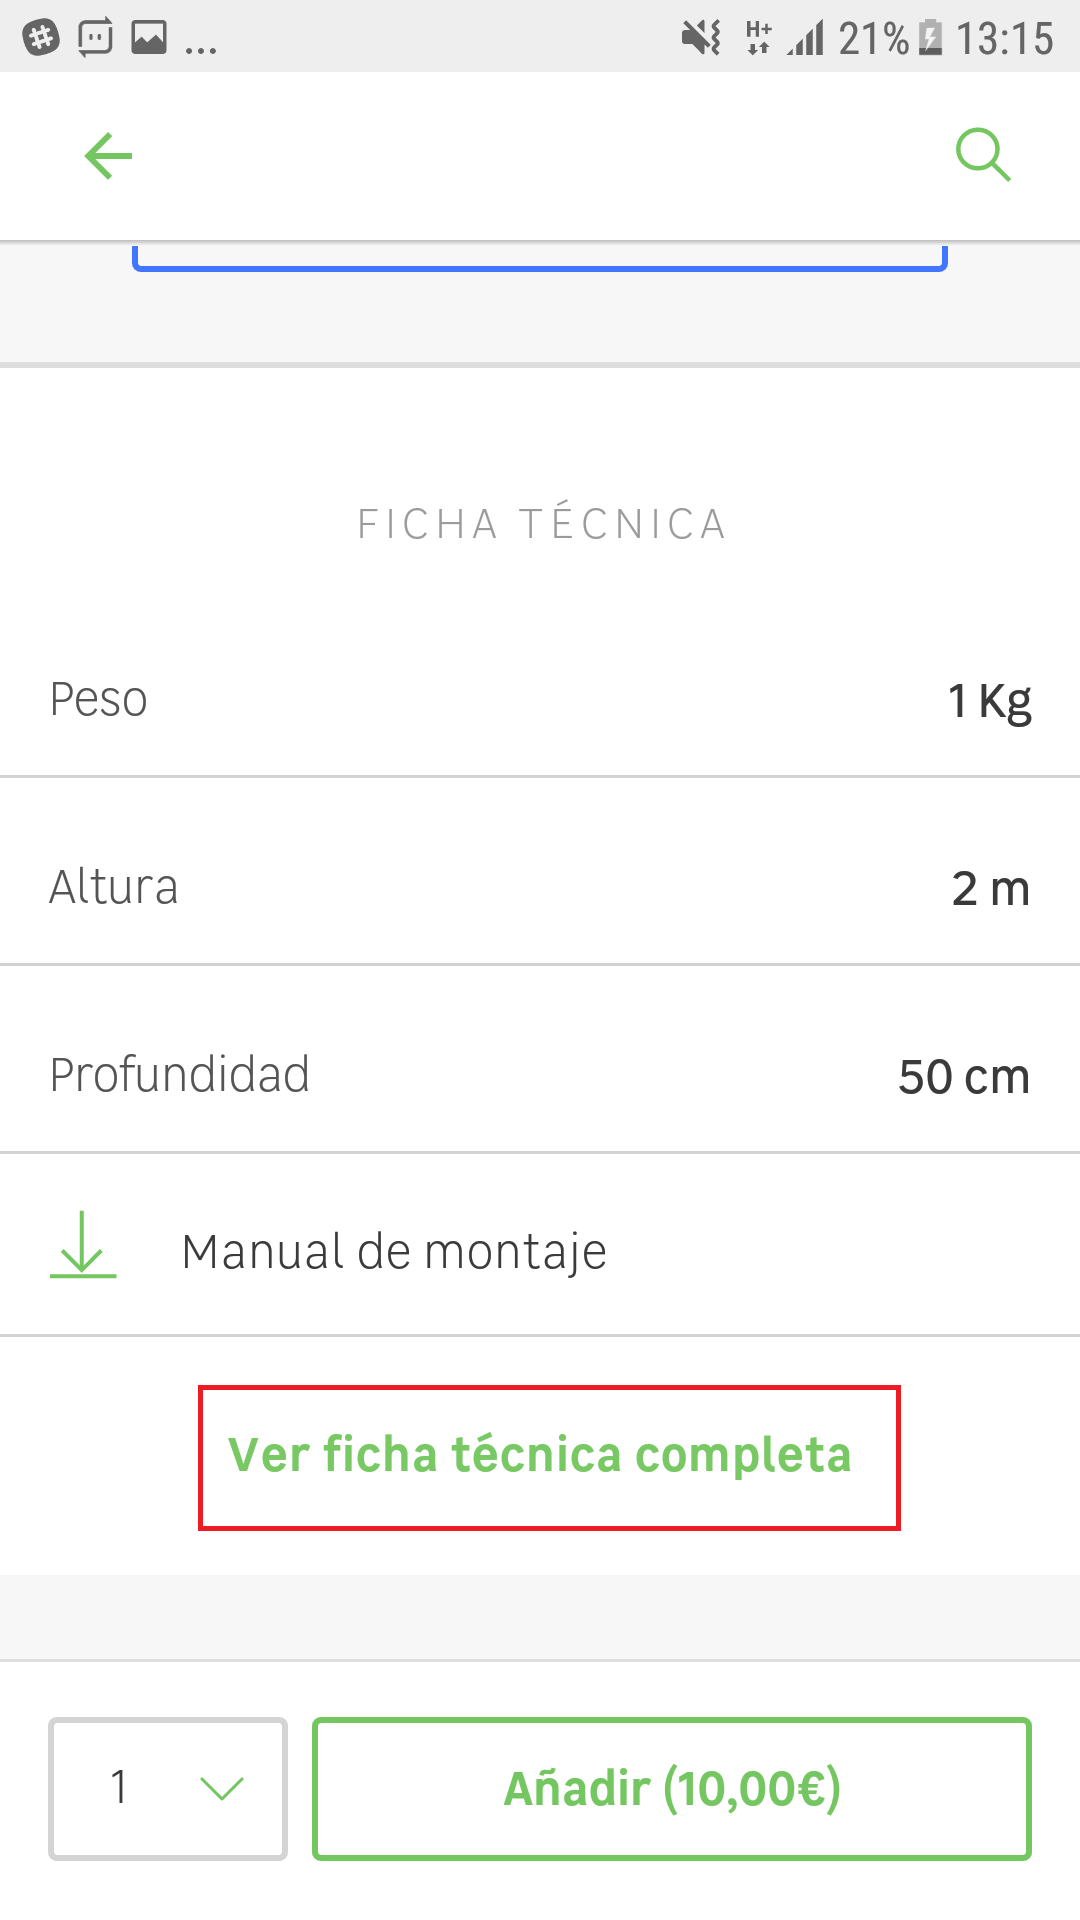 ... H+ 21% 13:15
FICHA TÉCNICA
Peso 1 Kg
Altura 2 m
Profundidad 50 cm
Manual de montaje
Ver ficha técnica completa
1 Añadir (10,00€)